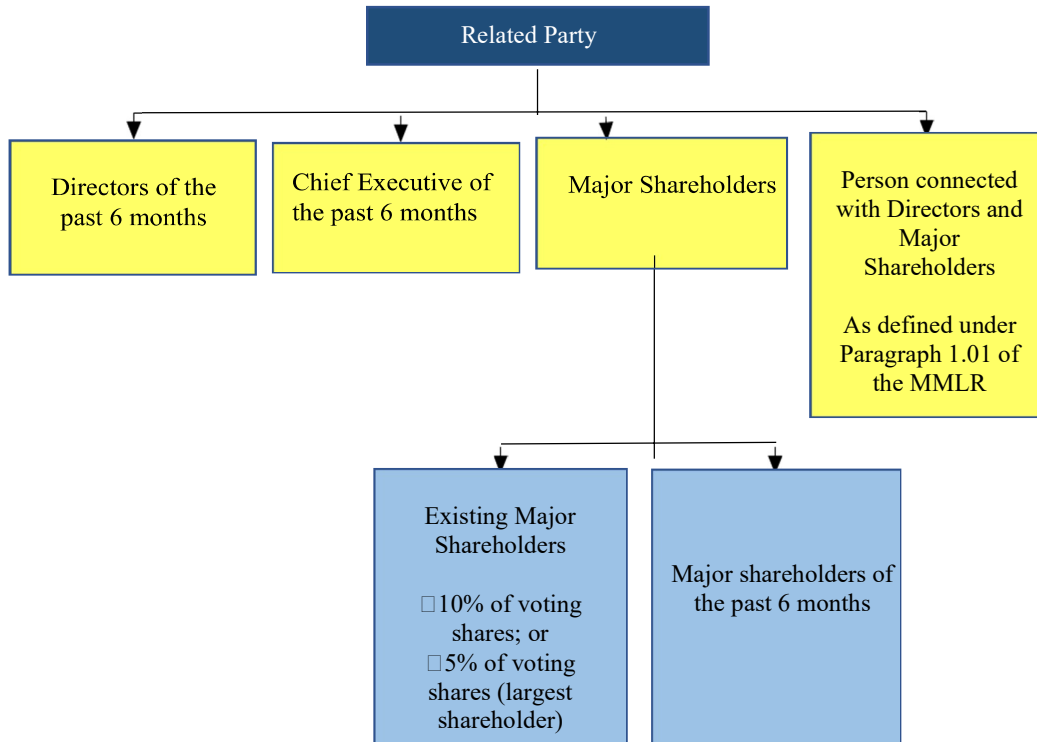 Related Party
Directors of the
past 6 months
Chief Executive of
the past 6 months
Major Shareholders
Person connected
with Directors and
Major
Shareholders
As defined under
Paragraph 1.01 of
the MMLR
Existing Major
Shareholders
□10% of voting
shares; or
□5% of voting
shares (largest
shareholder)
Major shareholders of
the past 6 months